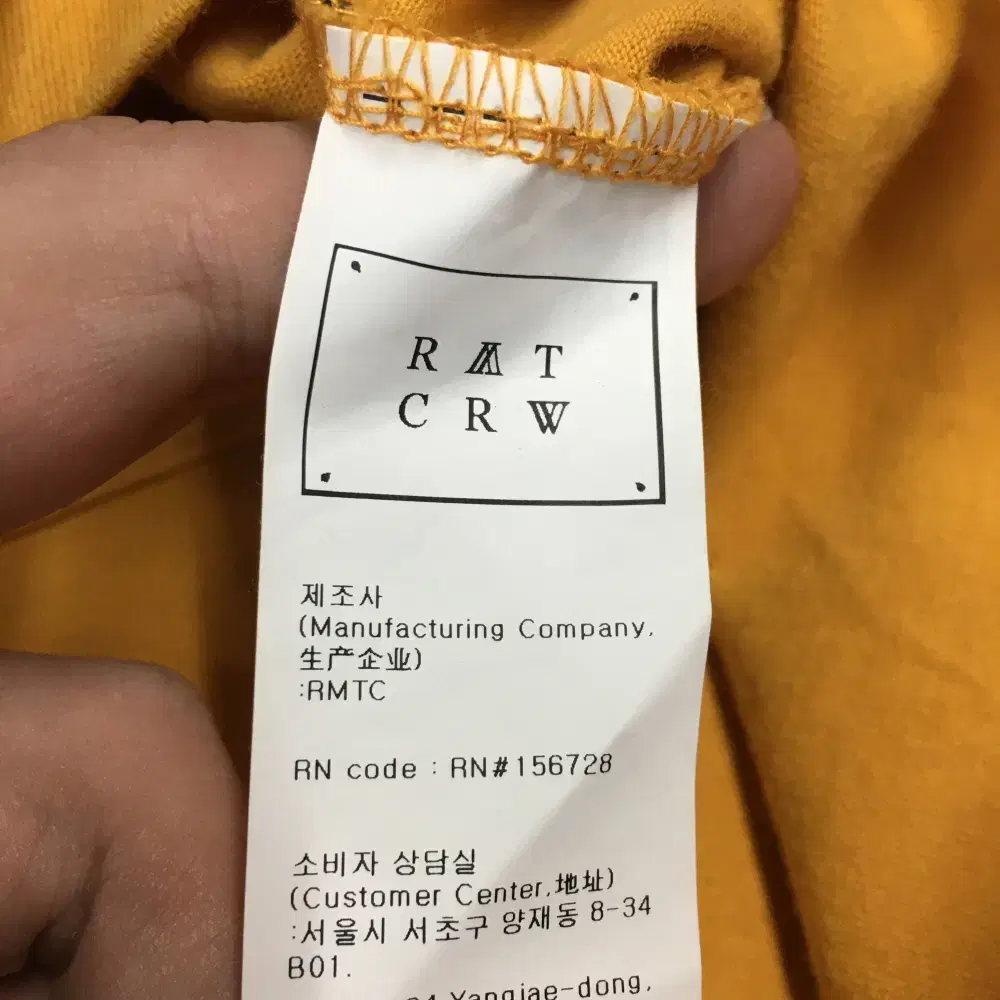 RMT
CRW
제조사
(Manufacturing Company,
生产企业)
:RMTC
RN code : RN#156728
소비자 상담실
(Customer Center,地址)
:서울시 서초구 양재동 8-34
B01.
Yangjae-dong,